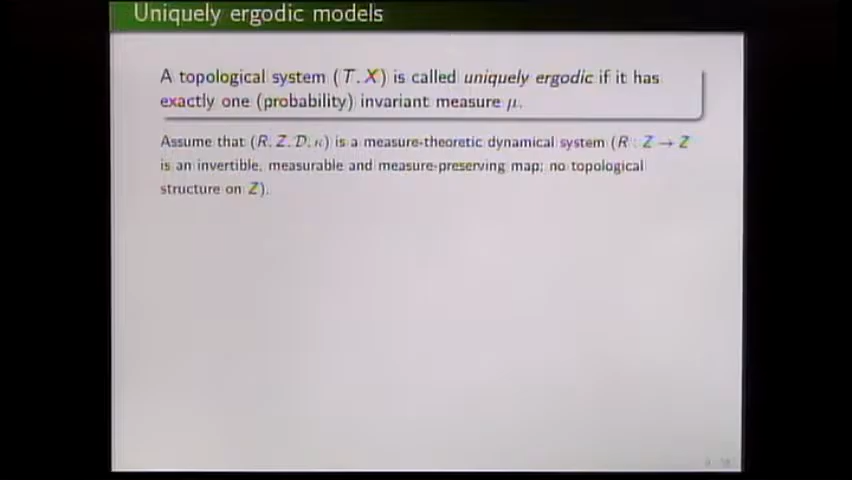 Uniquely ergodic models
A topological system (T, X) is called uniquely ergodic if it has
exactly one (probability) invariant measure μ.
Assume that (R, Z, D, κ) is a measure-theoretic dynamical system (R : Z → Z
is an invertible, measurable and measure-preserving map; no topological
structure on Z).